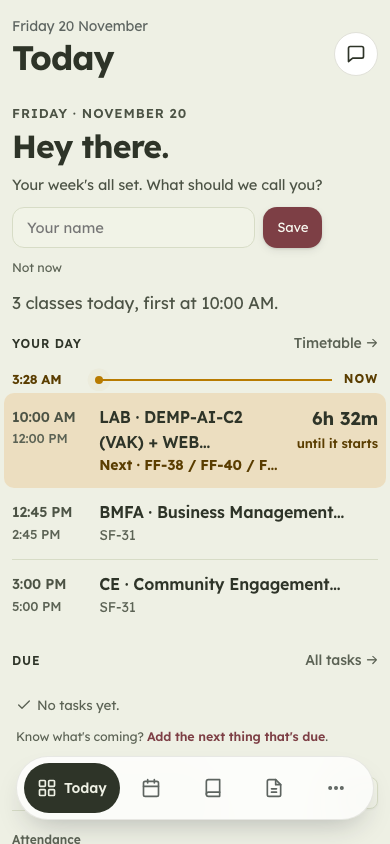 Friday 20 November
Today
FRIDAY · NOVEMBER 20
Hey there.
Your week's all set. What should we call you?
Your name
Save
Not now
3 classes today, first at 10:00 AM.
YOUR DAY
Timetable →
3:28 AM
NOW
10:00 AM
12:00 PM
LAB · DEMP-AI-C2
(VAK) + WEB...
Next · FF-38 / FF-40 / F...
6h 32m
until it starts
12:45 PM
2:45 PM
BMFA · Business Management...
SF-31
3:00 PM
5:00 PM
CE · Community Engagement...
SF-31
DUE
All tasks →
No tasks yet.
Know what's coming? Add the next thing that's due.
Today
Attendance